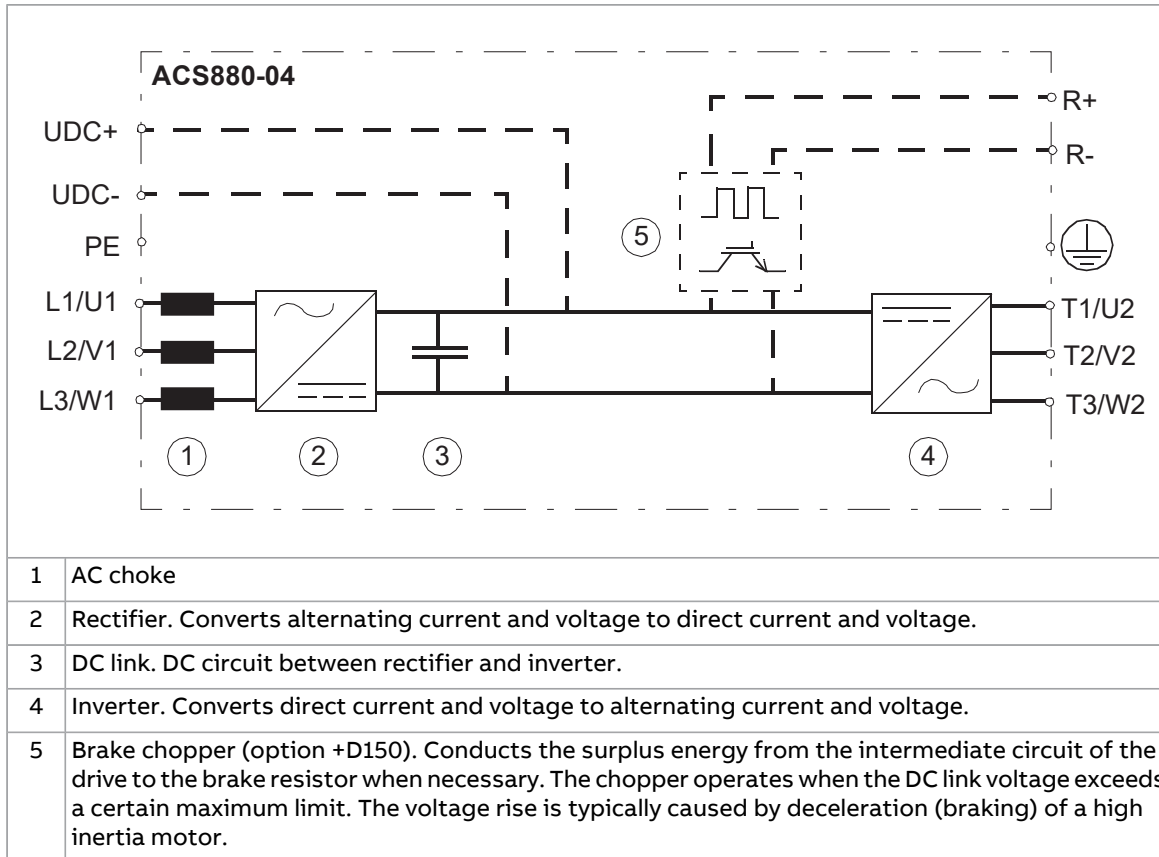 ACS880-04
UDC+
UDC-
PE
L1/U1
L2/V1
L3/W1
R+
R-
T1/U2
T2/V2
T3/W2
5
1
2
3
4
1 AC choke
2 Rectifier. Converts alternating current and voltage to direct current and voltage.
3 DC link. DC circuit between rectifier and inverter.
4 Inverter. Converts direct current and voltage to alternating current and voltage.
5 Brake chopper (option +D150). Conducts the surplus energy from the intermediate circuit of the
drive to the brake resistor when necessary. The chopper operates when the DC link voltage exceeds
a certain maximum limit. The voltage rise is typically caused by deceleration (braking) of a high
inertia motor.